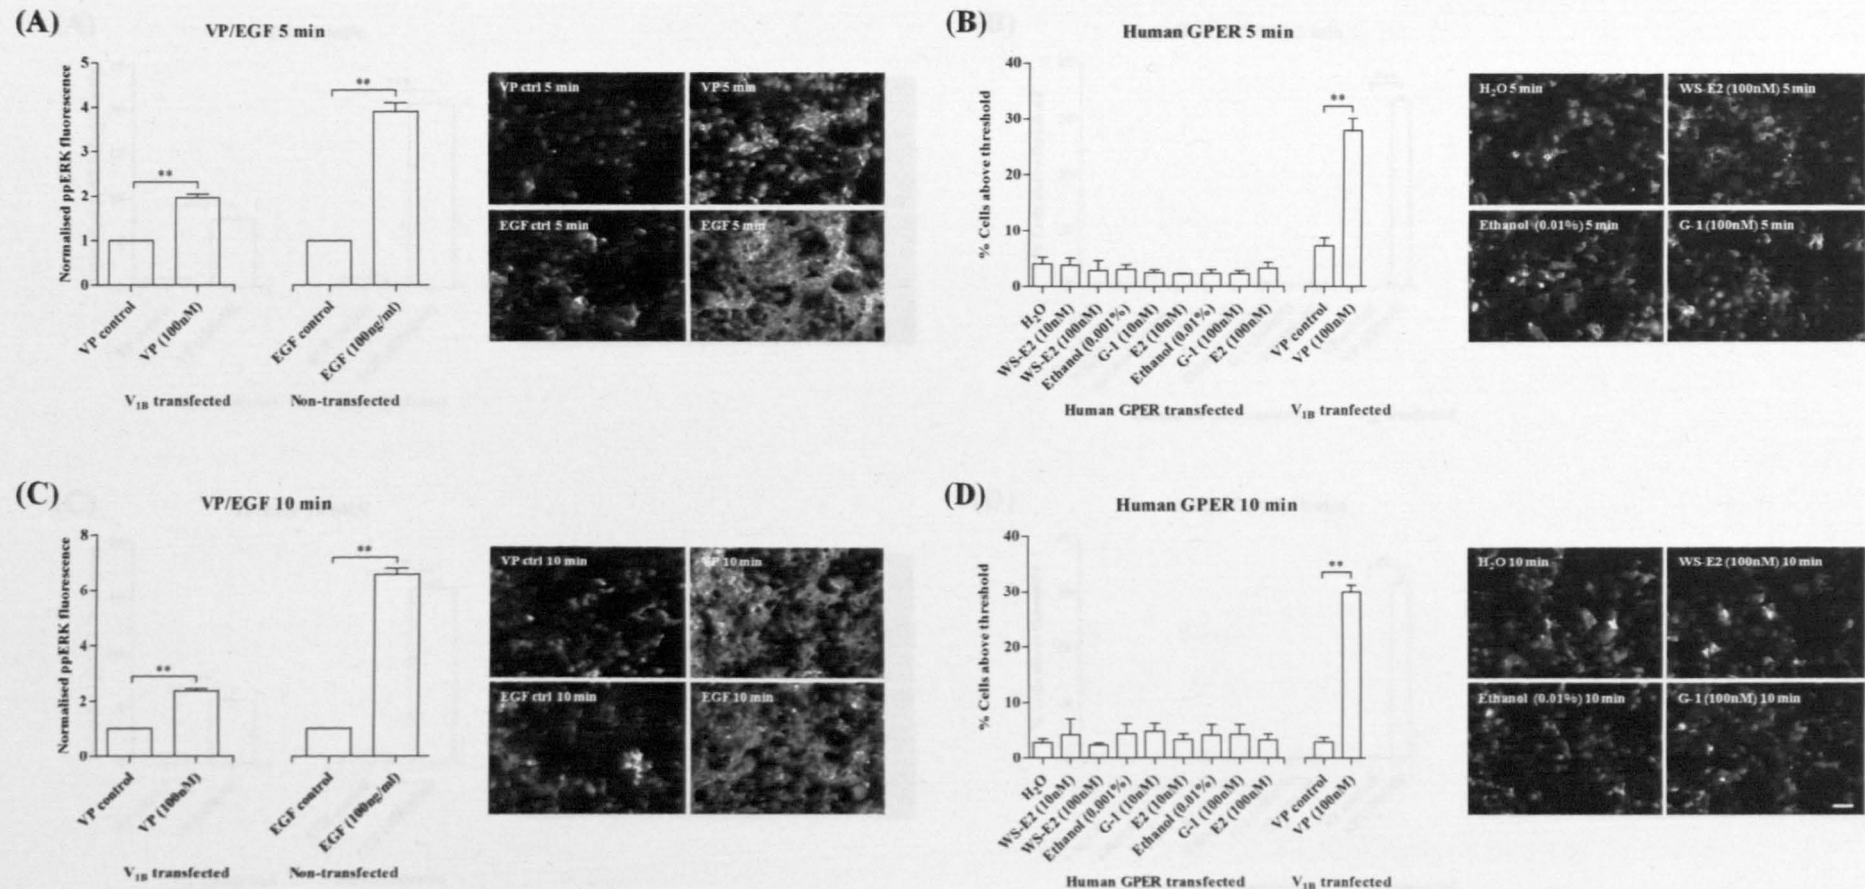 (A)
VP/EGF 5 min
Normalised ppERK fluorescence
5
4
3
2
1
0
**
**
VP control
VP (100nM)
EGF control
EGF (100ng/ml)
V1B transfected
Non-transfected
VP ctrl 5 min
VP 5 min
EGF ctrl 5 min
EGF 5 min
(B)
Human GPER 5 min
% Cells above threshold
40
30
20
10
0
**
H2O
WS-E2 (10nM)
WS-E2 (100nM)
Ethanol (0.001%)
G-1 (10nM)
E2 (10nM)
Ethanol (0.01%)
G-1 (100nM)
E2 (100nM)
VP control
VP (100nM)
Human GPER transfected
V1B tranfected
H2O 5 min
WS-E2 (100nM) 5 min
Ethanol (0.01%) 5 min
G-1 (100nM) 5 min
(C)
VP/EGF 10 min
Normalised ppERK fluorescence
8
6
4
2
0
**
**
VP control
VP (100nM)
EGF control
EGF (100ng/ml)
V1B transfected
Non-transfected
VP ctrl 10 min
VP 10 min
EGF ctrl 10 min
EGF 10 min
(D)
Human GPER 10 min
% Cells above threshold
40
30
20
10
0
**
H2O
WS-E2 (10nM)
WS-E2 (100nM)
Ethanol (0.001%)
G-1 (10nM)
E2 (10nM)
Ethanol (0.01%)
G-1 (100nM)
E2 (100nM)
VP control
VP (100nM)
Human GPER transfected
V1B tranfected
H2O 10 min
WS-E2 (100nM) 10 min
Ethanol (0.01%) 10 min
G-1 (100nM) 10 min